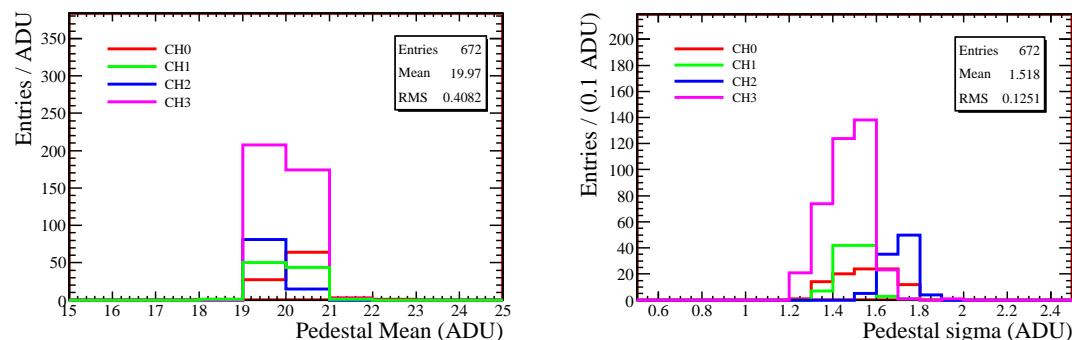 Entries / ADU
350
300
250
200
150
100
50
0
CH0
CH1
CH2
CH3
Entries 672
Mean 19.97
RMS 0.4082
15 16 17 18 19 20 21 22 23 24 25
Pedestal Mean (ADU)
Entries / (0.1 ADU)
200
180
160
140
120
100
80
60
40
20
0
CH0
CH1
CH2
CH3
Entries 672
Mean 1.518
RMS 0.1251
0.6 0.8 1 1.2 1.4 1.6 1.8 2 2.2 2.4
Pedestal sigma (ADU)